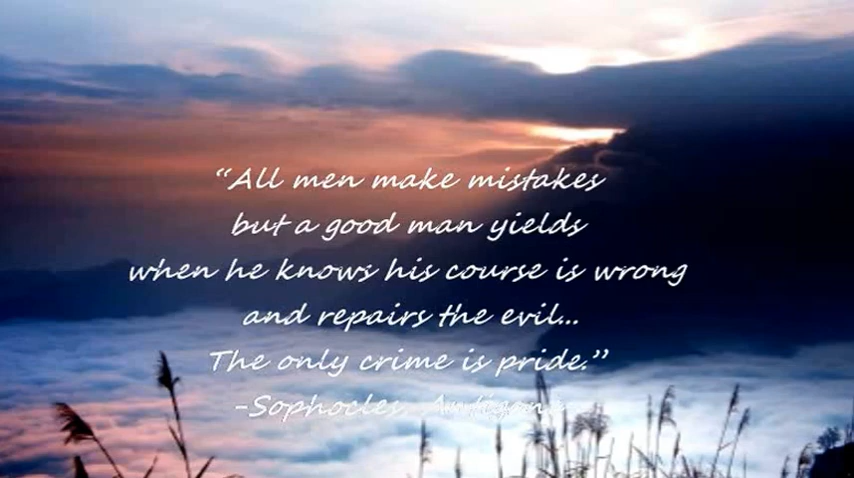 “All men make mistakes
but a good man yields
when he knows his course is wrong
and repairs the evil...
The only crime is pride.”
-Sophocles, Antigone